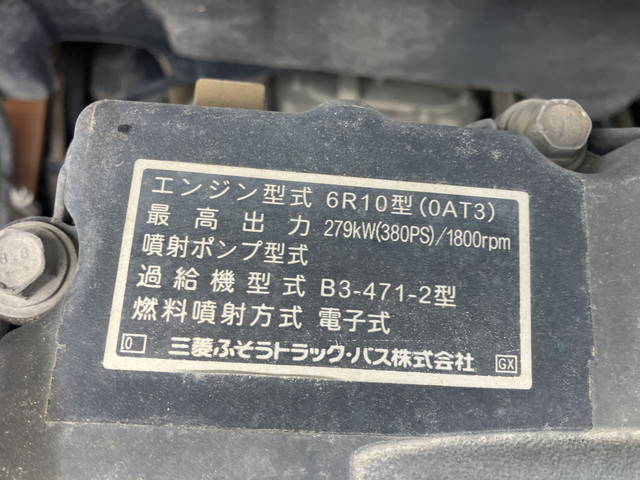 エンジン型式 6R10型(0AT3)
最高出力 279kW(380PS)/1800rpm
噴射ポンプ型式
過給機型式 B3-471-2型
燃料噴射方式 電子式
0 三菱ふそうトラック・バス株式会社 GX
8.8